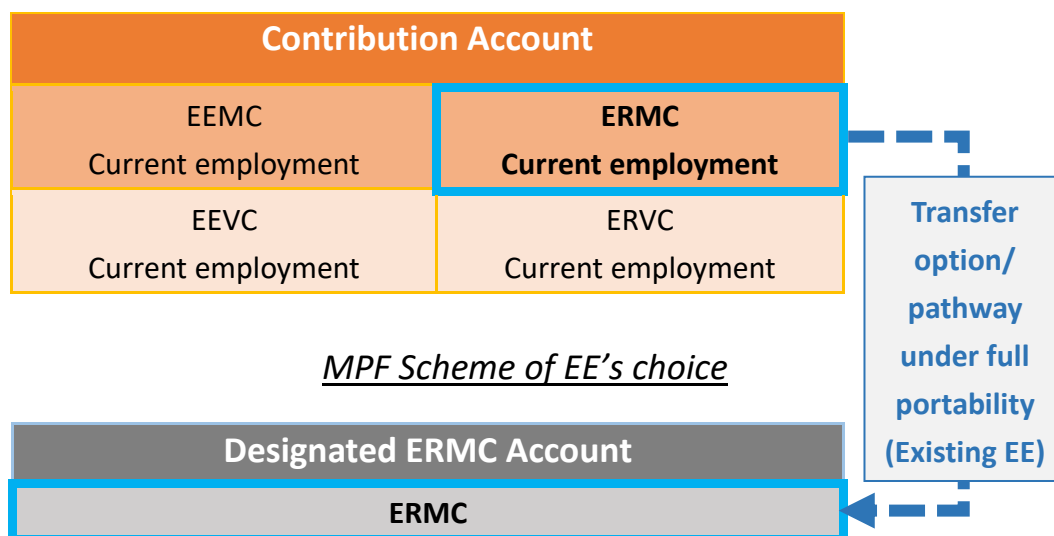 Contribution Account
EEMC
Current employment
ERMC
Current employment
EEVC
Current employment
ERVC
Current employment
Transfer
option/
pathway
under full
portability
(Existing EE)
MPF Scheme of EE’s choice
Designated ERMC Account
ERMC